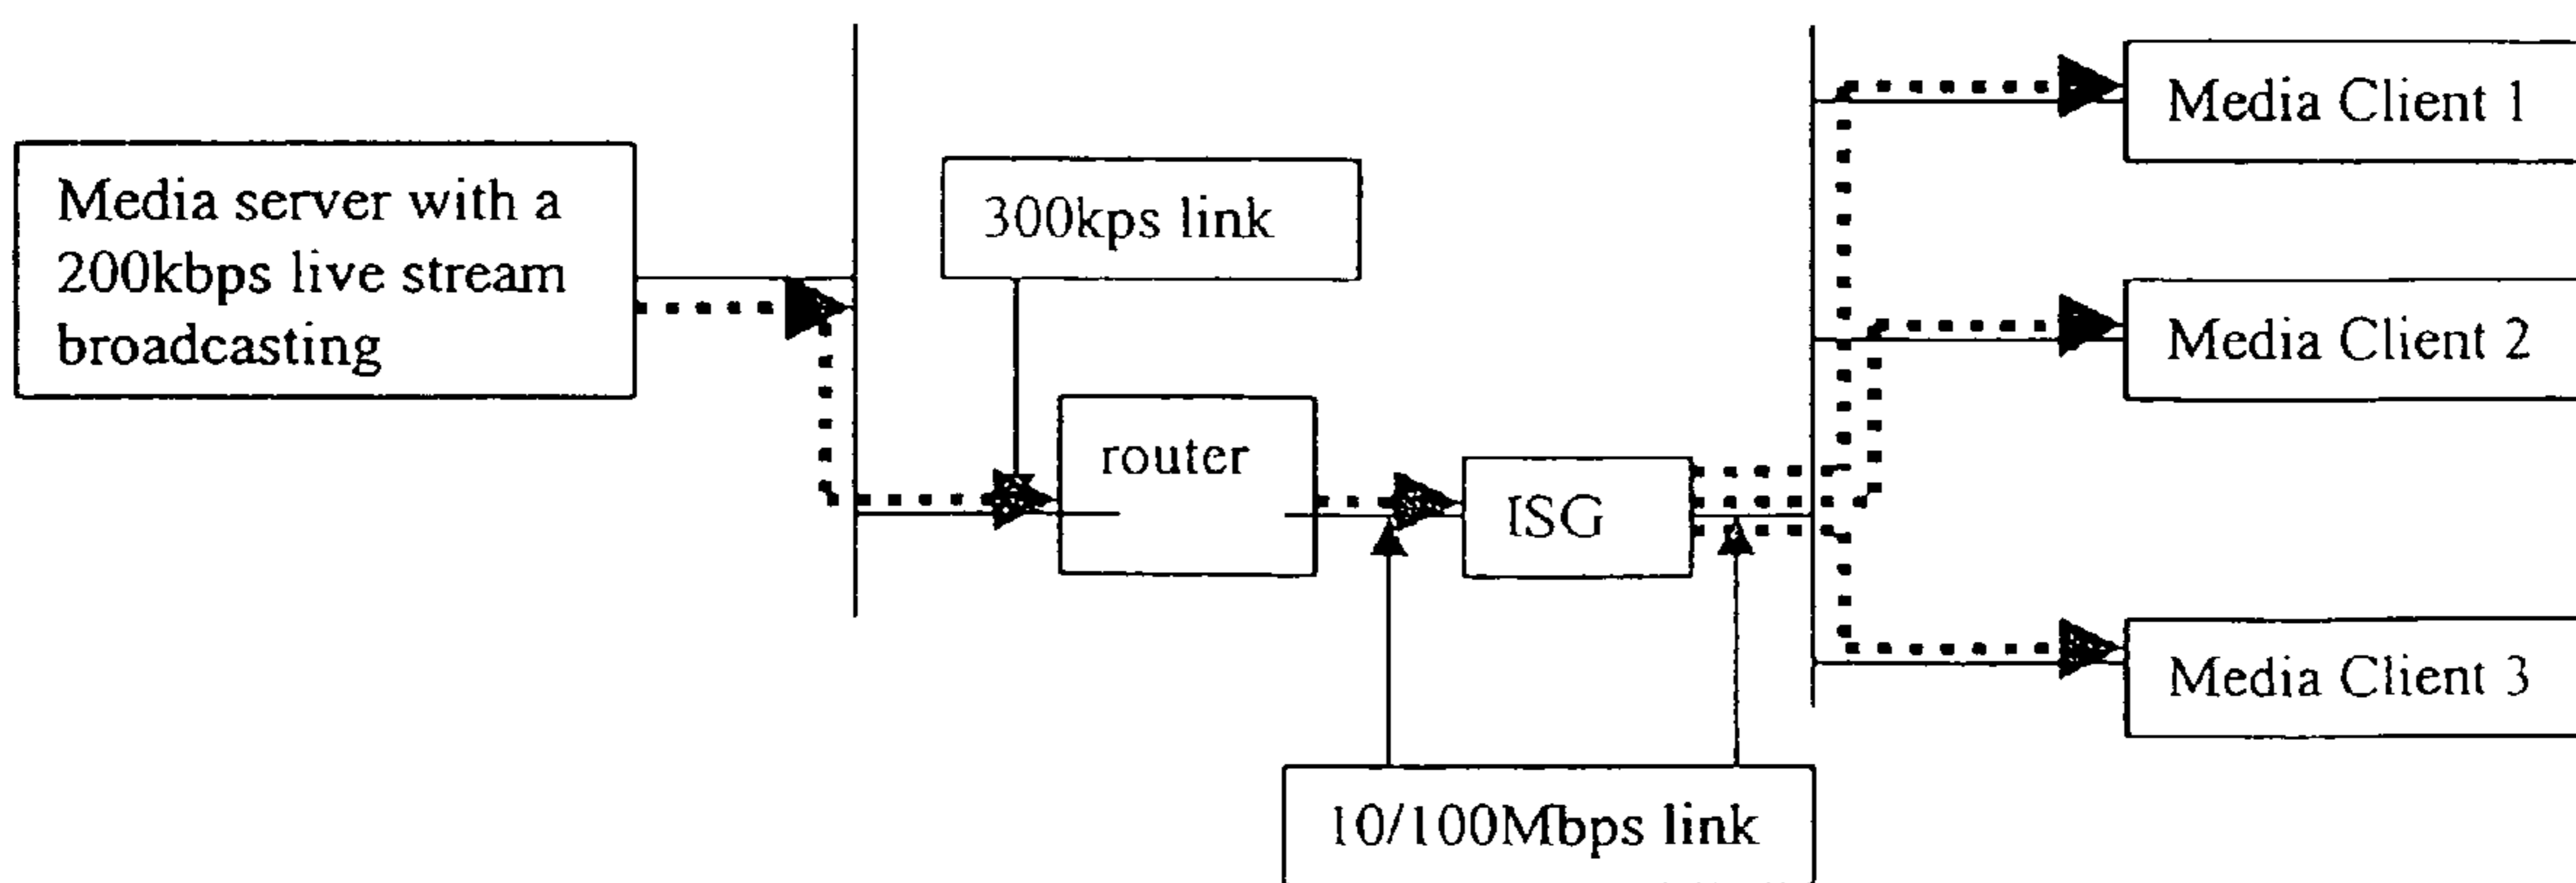 Media server with a
200kbps live stream
broadcasting
300kps link
router
ISG
10/100Mbps link
Media Client 1
Media Client 2
Media Client 3